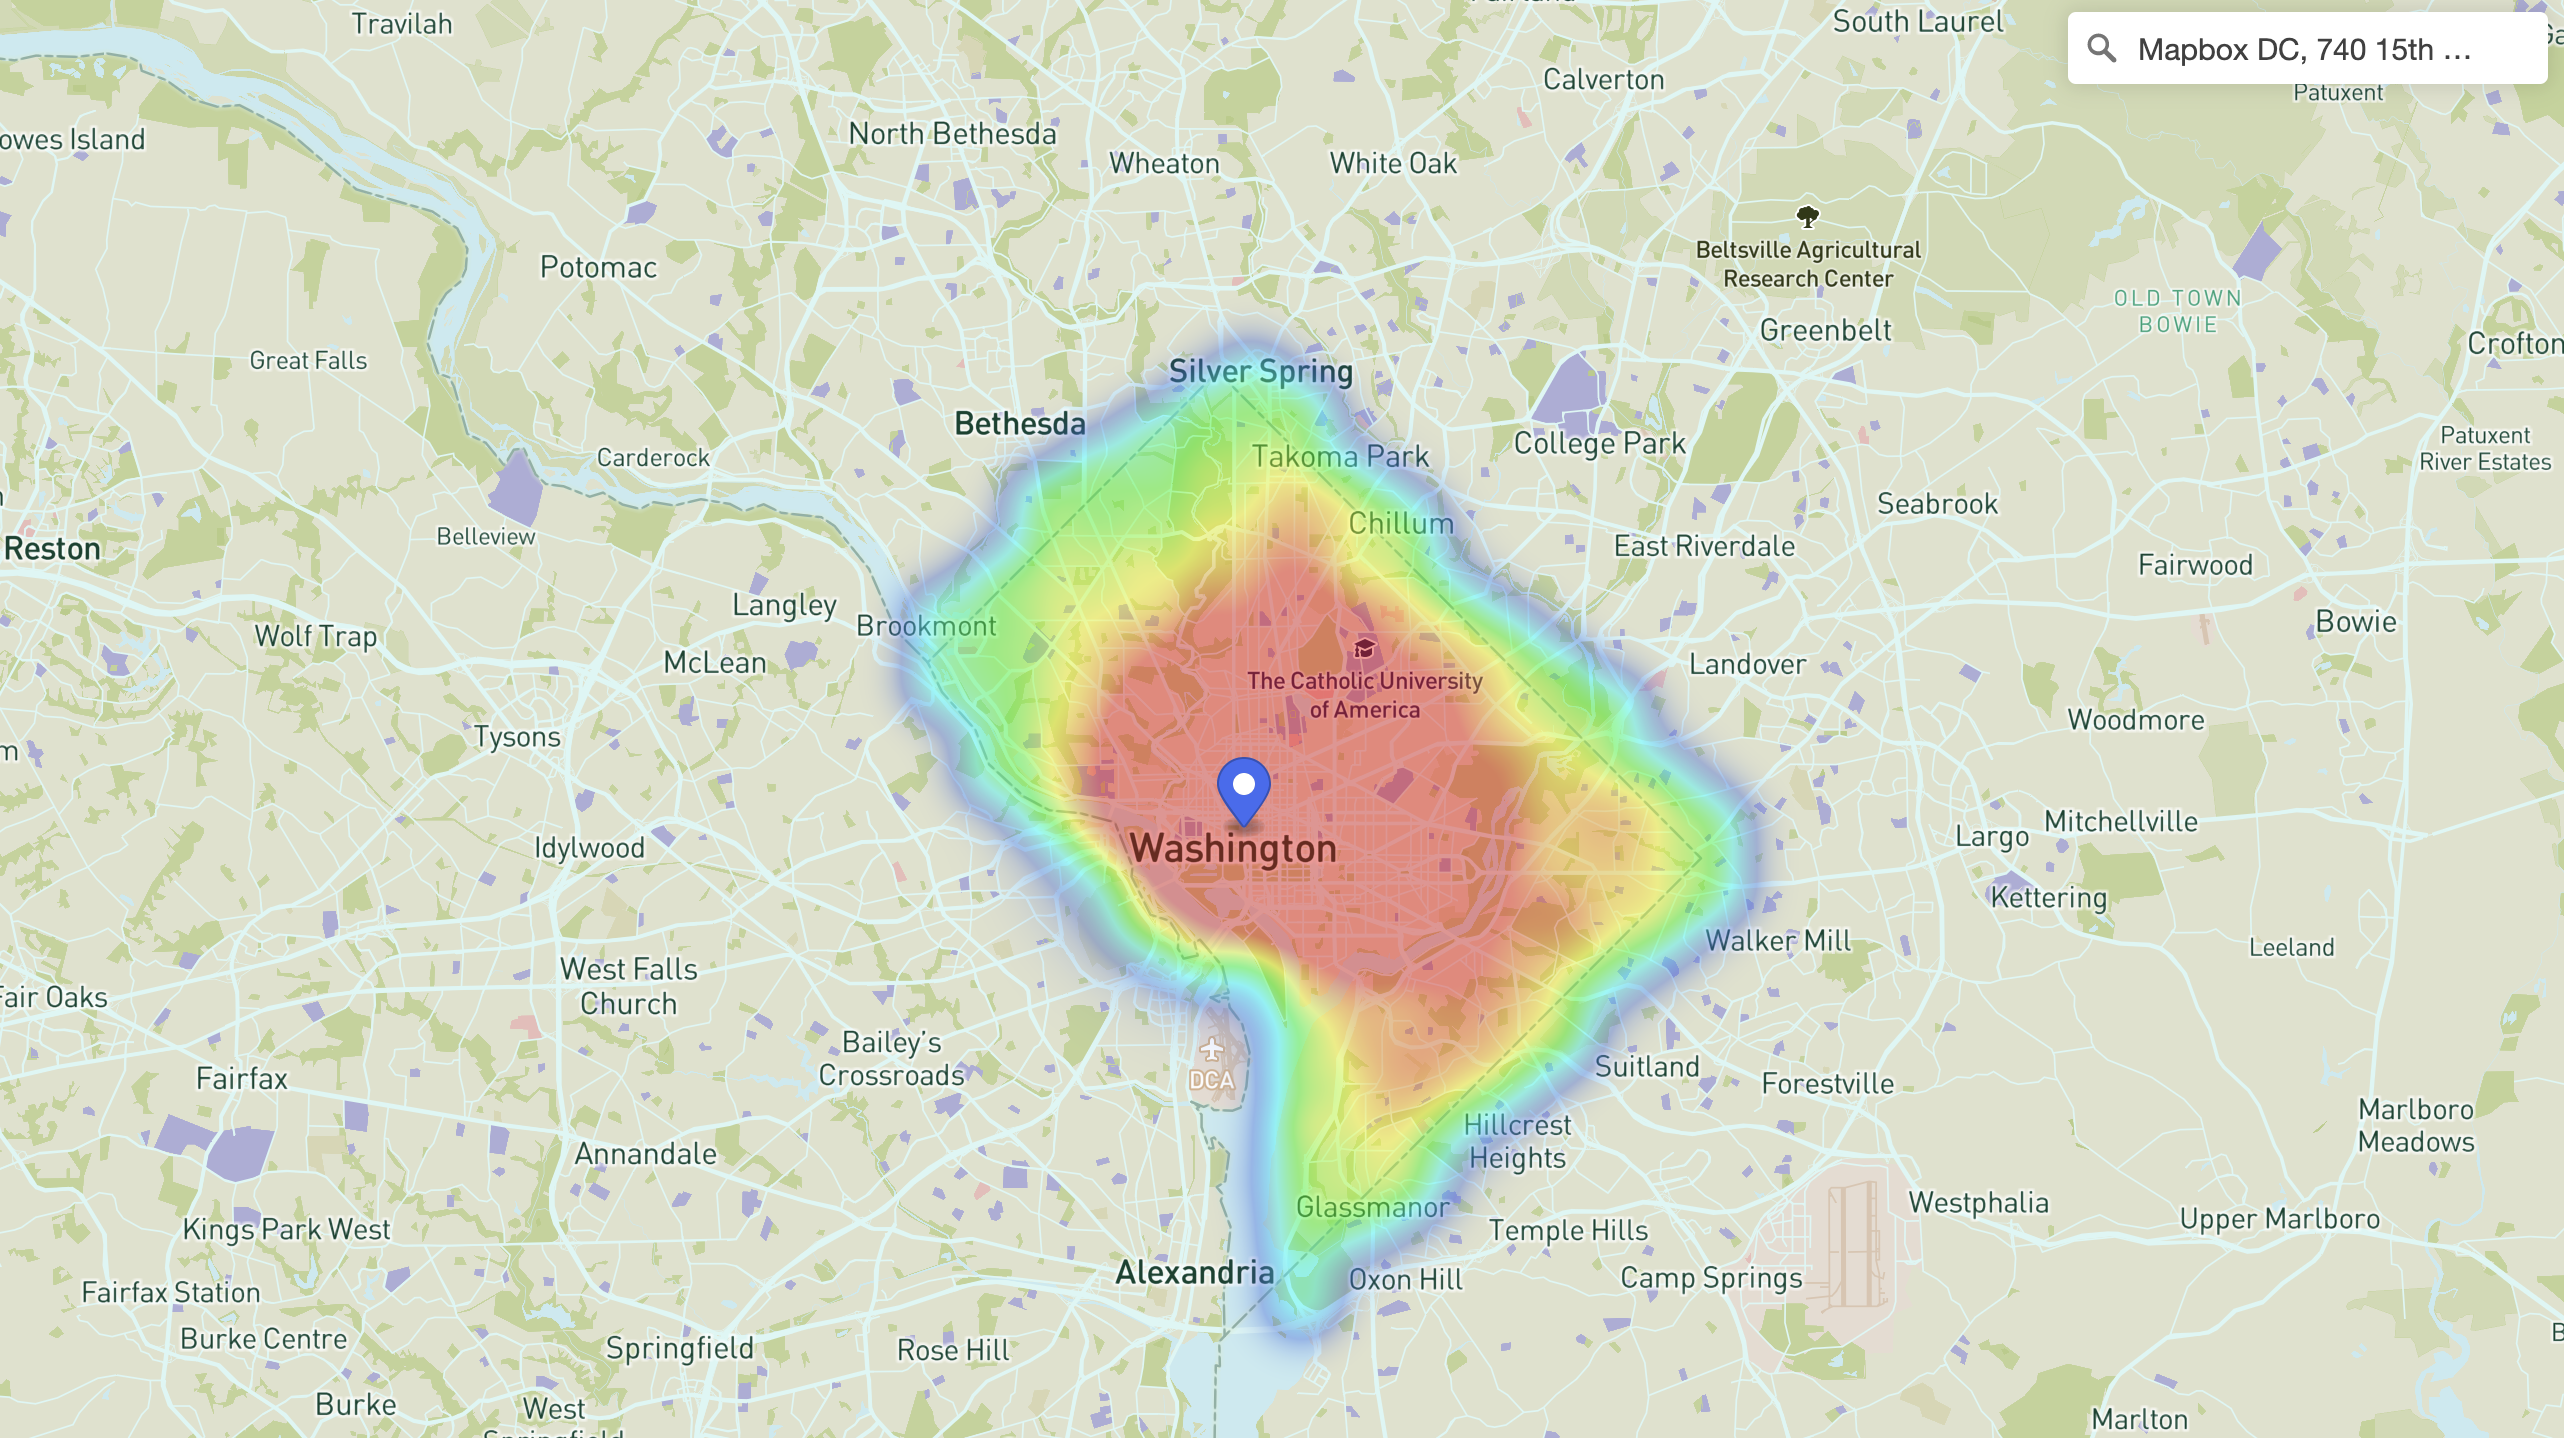 Travilah
South Laurel
Mapbox DC, 740 15th ...
Calverton
Patuxent
North Bethesda
owes Island
Wheaton
White Oak
Beltsville Agricultural
Research Center
Potomac
OLD TOWN
BOWIE
Greenbelt
Crofton
Great Falls
Silver Spring
Bethesda
Carderock
Takoma Park
College Park
Patuxent
River Estates
Seabrook
Chillum
Belleview
Reston
East Riverdale
Fairwood
Langley
Brookmont
Bowie
Wolf Trap
McLean
Landover
The Catholic University
of America
Woodmore
Tysons
m
Washington
Idylwood
Largo
Mitchellville
Kettering
Walker Mill
Leeland
West Falls
Church
Fair Oaks
Bailey's
Crossroads
Fairfax
DCA
Suitland
Forestville
Hillcrest
Heights
Marlboro
Meadows
Annandale
Glassmanor
Westphalia
Kings Park West
Temple Hills
Upper Marlboro
Alexandria
Oxon Hill
Camp Springs
Fairfax Station
Burke Centre
Springfield
Rose Hill
B
Burke
West
Springfield
Marlton